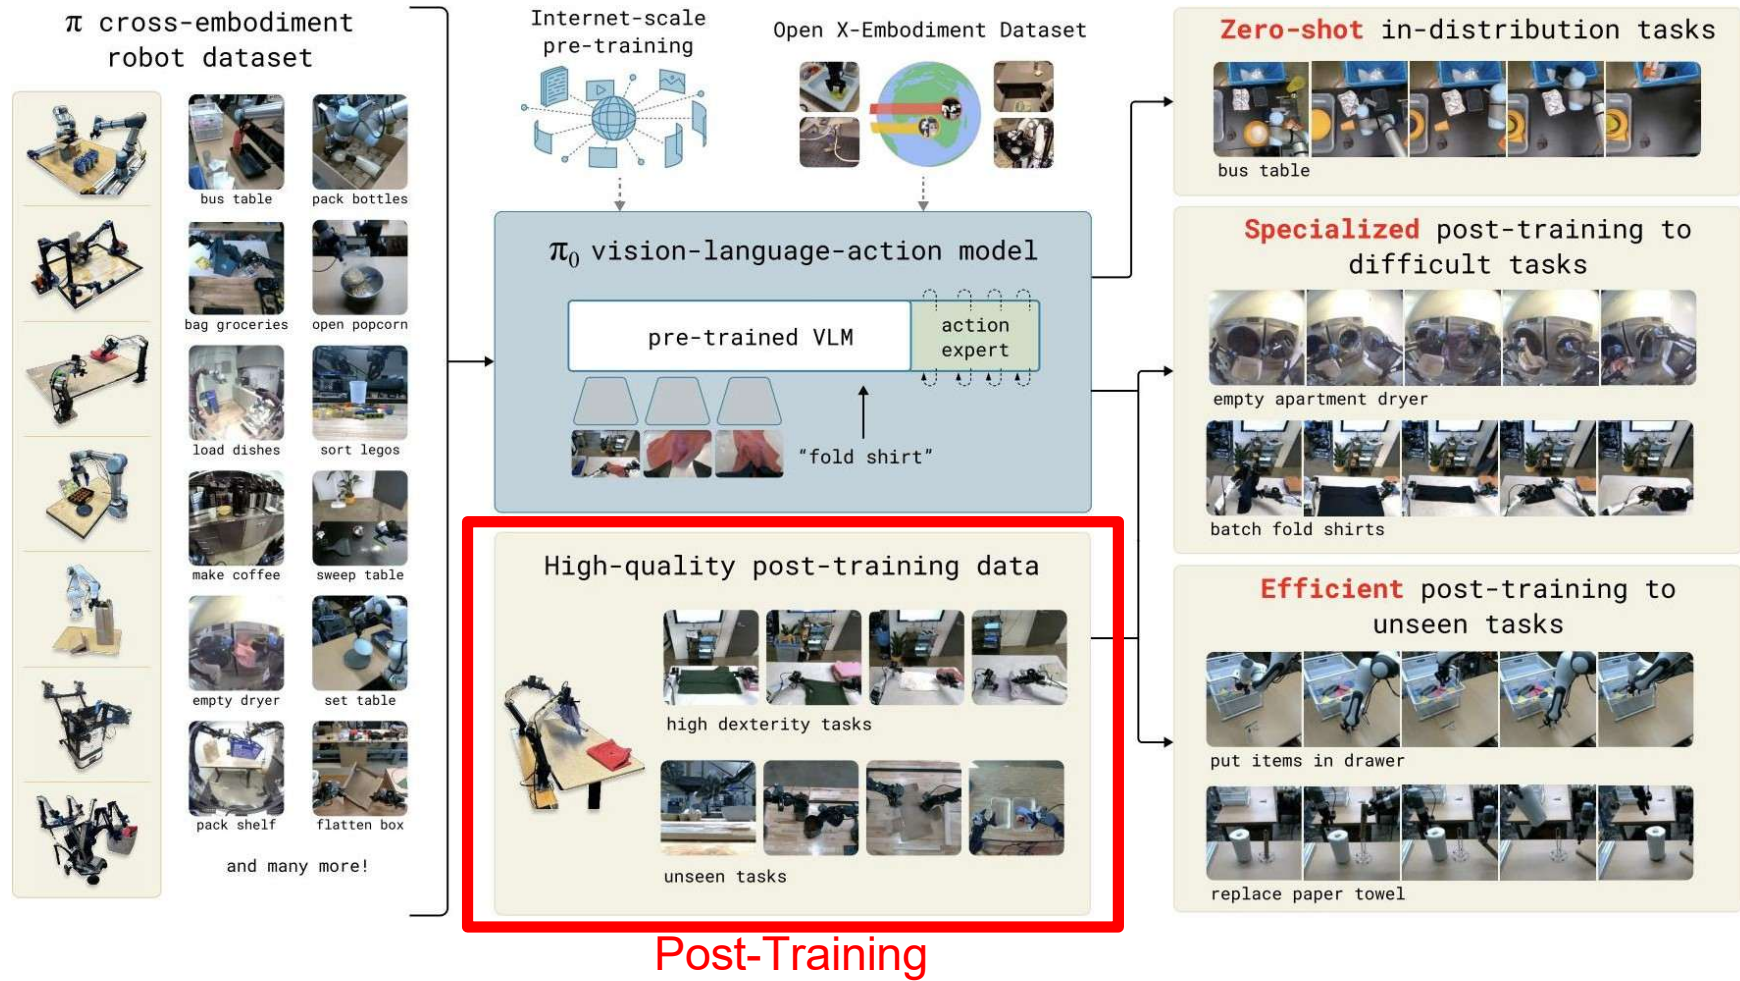 π cross-embodiment
robot dataset
bus table
pack bottles
bag groceries
open popcorn
load dishes
sort legos
make coffee
sweep table
empty dryer
set table
pack shelf
flatten box
and many more!
Internet-scale
pre-training
Open X-Embodiment Dataset
π₀ vision-language-action model
pre-trained VLM
action
expert
“fold shirt”
High-quality post-training data
high dexterity tasks
unseen tasks
Post-Training
Zero-shot in-distribution tasks
bus table
Specialized post-training to
difficult tasks
empty apartment dryer
batch fold shirts
Efficient post-training to
unseen tasks
put items in drawer
replace paper towel